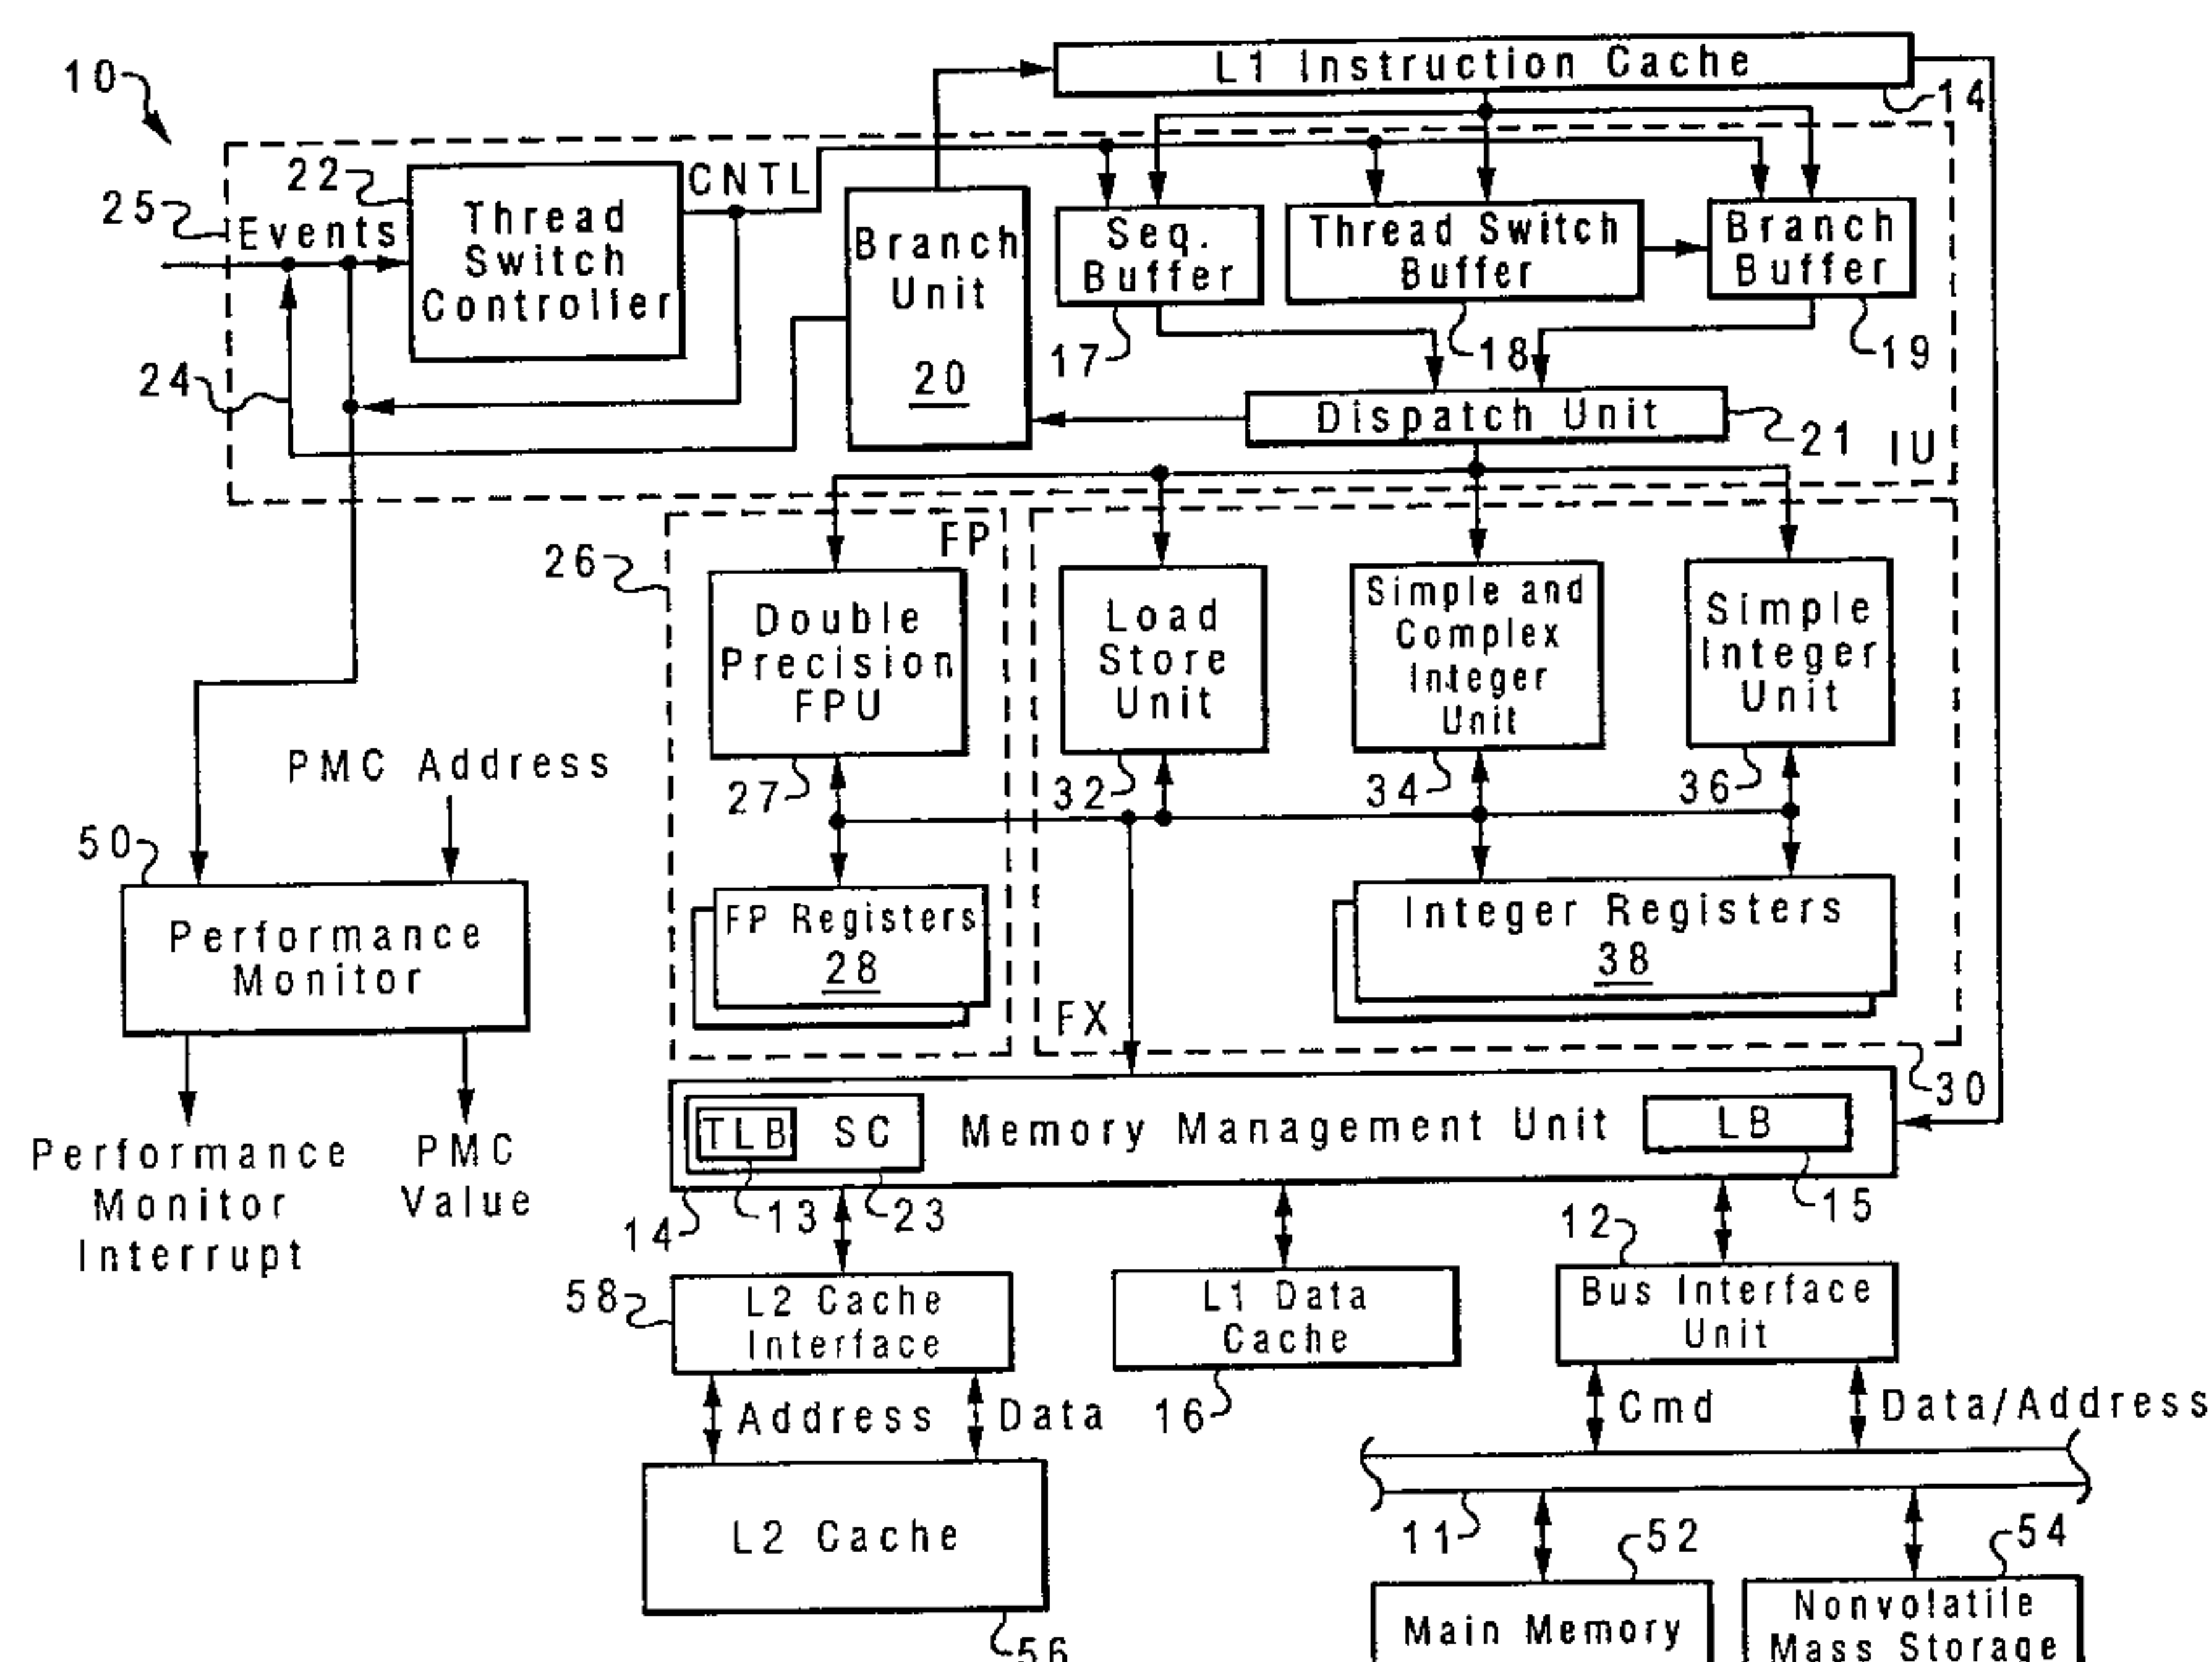 10
L1 Instruction Cache
14
22
CNTL
25
Events
Thread
Switch
Controller
Branch
Unit
20
Seq.
Buffer
Thread Switch
Buffer
Branch
Buffer
17
18
19
24
Dispatch Unit
21
IU
26
FP
Double
Precision
FPU
Load
Store
Unit
Simple and
Complex
Integer
Unit
Simple
Integer
Unit
27
32
34
36
PMC Address
50
Performance
Monitor
FP Registers
28
Integer Registers
38
FX
30
TLB
SC
Memory Management Unit
LB
Performance
Monitor
Interrupt
PMC
Value
14
13
23
12
15
58
L2 Cache
Interface
L1 Data
Cache
Bus Interface
Unit
Address
Data
16
Cmd
Data/Address
L2 Cache
11
52
54
56
Main Memory
Nonvolatile
Mass Storage